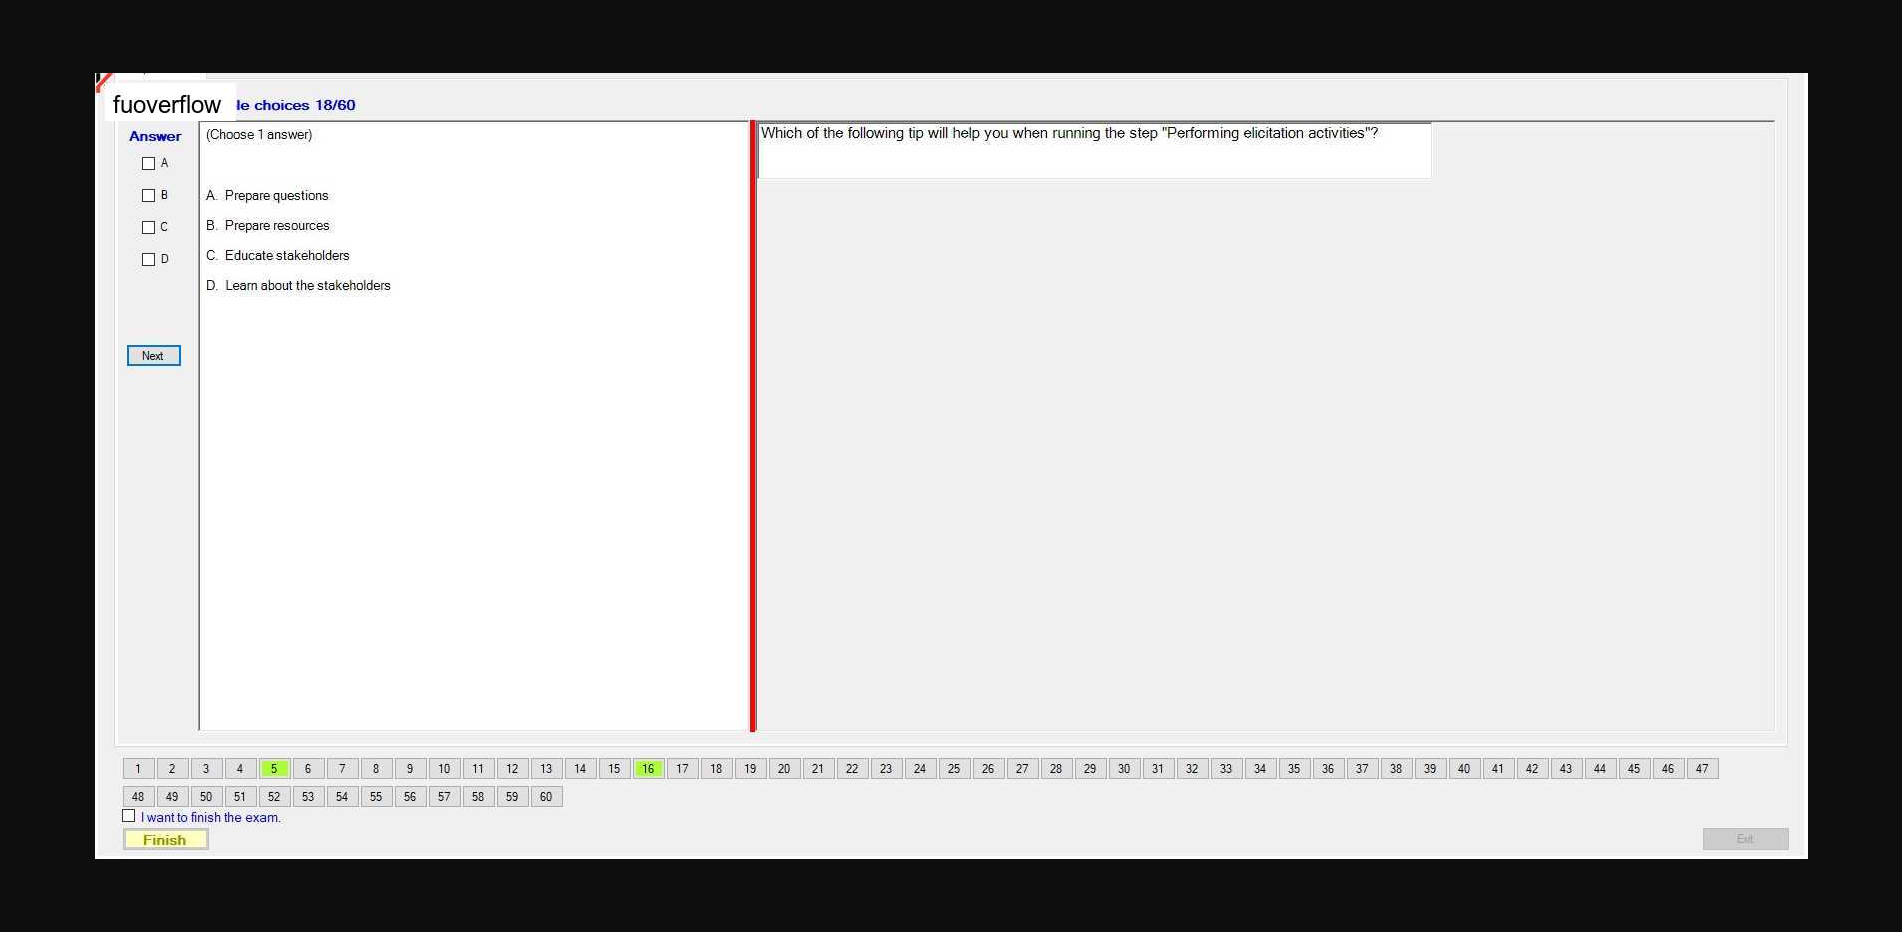 fuoverflow
le choices 18/60
Answer
(Choose 1 answer)
Which of the following tip will help you when running the step "Performing elicitation activities"?
A
B
C
D
A. Prepare questions
B. Prepare resources
C. Educate stakeholders
D. Learn about the stakeholders
Next
1 2 3 4 5 6 7 8 9 10 11 12 13 14 15 16 17 18 19 20 21 22 23 24 25 26 27 28 29 30 31 32 33 34 35 36 37 38 39 40 41 42 43 44 45 46 47
48 49 50 51 52 53 54 55 56 57 58 59 60
I want to finish the exam.
Finish
Exit